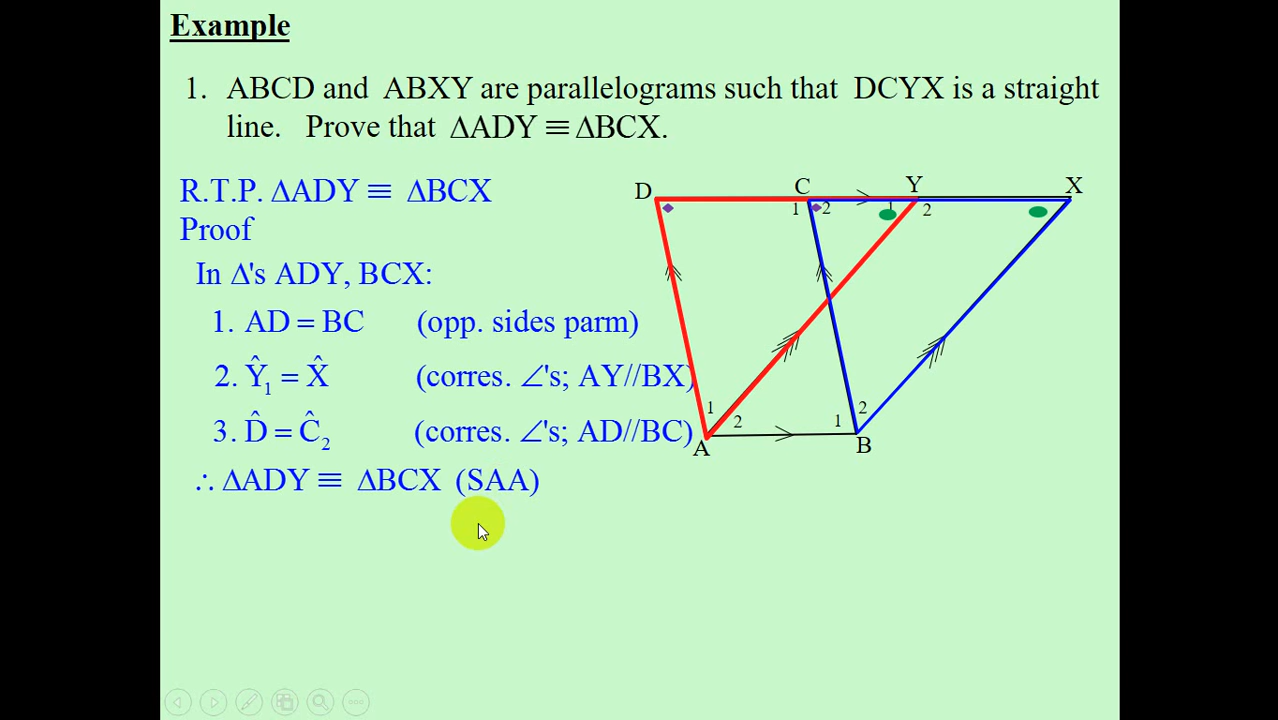 Example
1. ABCD and ABXY are parallelograms such that DCYX is a straight
line. Prove that ΔADY ≡ ΔBCX.
R.T.P. ΔADY ≡ ΔBCX
Proof
In Δ's ADY, BCX:
1. AD = BC (opp. sides parm)
2. Ŷ₁ = X̂ (corres. ∠'s; AY//BX)
3. D̂ = Ĉ₂ (corres. ∠'s; AD//BC)
∴ ΔADY ≡ ΔBCX (SAA)
D C Y X
1 2 1 2
1 2 1 2
A B